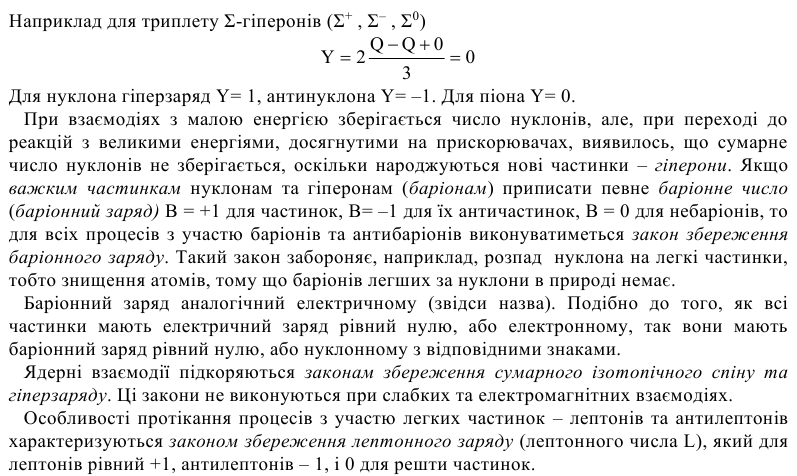 Наприклад для триплету Σ-гіперонів (Σ⁺ , Σ⁻ , Σ⁰)
Y = 2 (Q − Q + 0)/3 = 0
Для нуклона гіперзаряд Y= 1, антинуклона Y= –1. Для піона Y= 0.
При взаємодіях з малою енергією зберігається число нуклонів, але, при переході до
реакцій з великими енергіями, досягнутими на прискорювачах, виявилось, що сумарне
число нуклонів не зберігається, оскільки народжуються нові частинки – гіперони. Якщо
важким частинкам нуклонам та гіперонам (баріонам) приписати певне баріонне число
(баріонний заряд) B = +1 для частинок, B= –1 для їх античастинок, B = 0 для небаріонів, то
для всіх процесів з участю баріонів та антибаріонів виконуватиметься закон збереження
баріонного заряду. Такий закон забороняє, наприклад, розпад нуклона на легкі частинки,
тобто знищення атомів, тому що баріонів легших за нуклони в природі немає.
Баріонний заряд аналогічний електричному (звідси назва). Подібно до того, як всі
частинки мають електричний заряд рівний нулю, або електронному, так вони мають
баріонний заряд рівний нулю, або нуклонному з відповідними знаками.
Ядерні взаємодії підкоряються законам збереження сумарного ізотопічного спіну та
гіперзаряду. Ці закони не виконуються при слабких та електромагнітних взаємодіях.
Особливості протікання процесів з участю легких частинок – лептонів та антилептонів
характеризуются законом збереження лептонного заряду (лептонного числа L), який для
лептонів рівний +1, антилептонів – 1, і 0 для решти частинок.